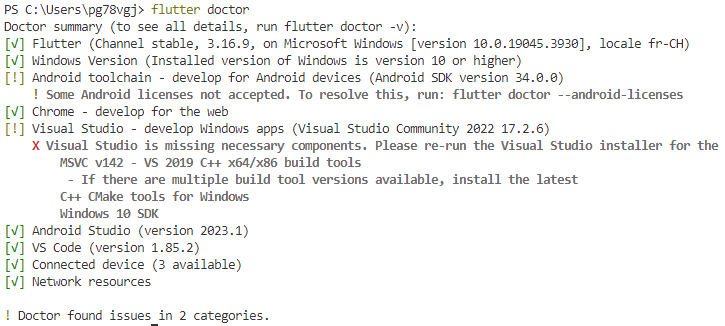 PS C:\Users\pg78vgj> flutter doctor
Doctor summary (to see all details, run flutter doctor -v):
[√] Flutter (Channel stable, 3.16.9, on Microsoft Windows [version 10.0.19045.3930], locale fr-CH)
[√] Windows Version (Installed version of Windows is version 10 or higher)
[!] Android toolchain - develop for Android devices (Android SDK version 34.0.0)
    ! Some Android licenses not accepted. To resolve this, run: flutter doctor --android-licenses
[√] Chrome - develop for the web
[!] Visual Studio - develop Windows apps (Visual Studio Community 2022 17.2.6)
    X Visual Studio is missing necessary components. Please re-run the Visual Studio installer for the
        MSVC v142 - VS 2019 C++ x64/x86 build tools
         - If there are multiple build tool versions available, install the latest
        C++ CMake tools for Windows
        Windows 10 SDK
[√] Android Studio (version 2023.1)
[√] VS Code (version 1.85.2)
[√] Connected device (3 available)
[√] Network resources

! Doctor found issues in 2 categories.